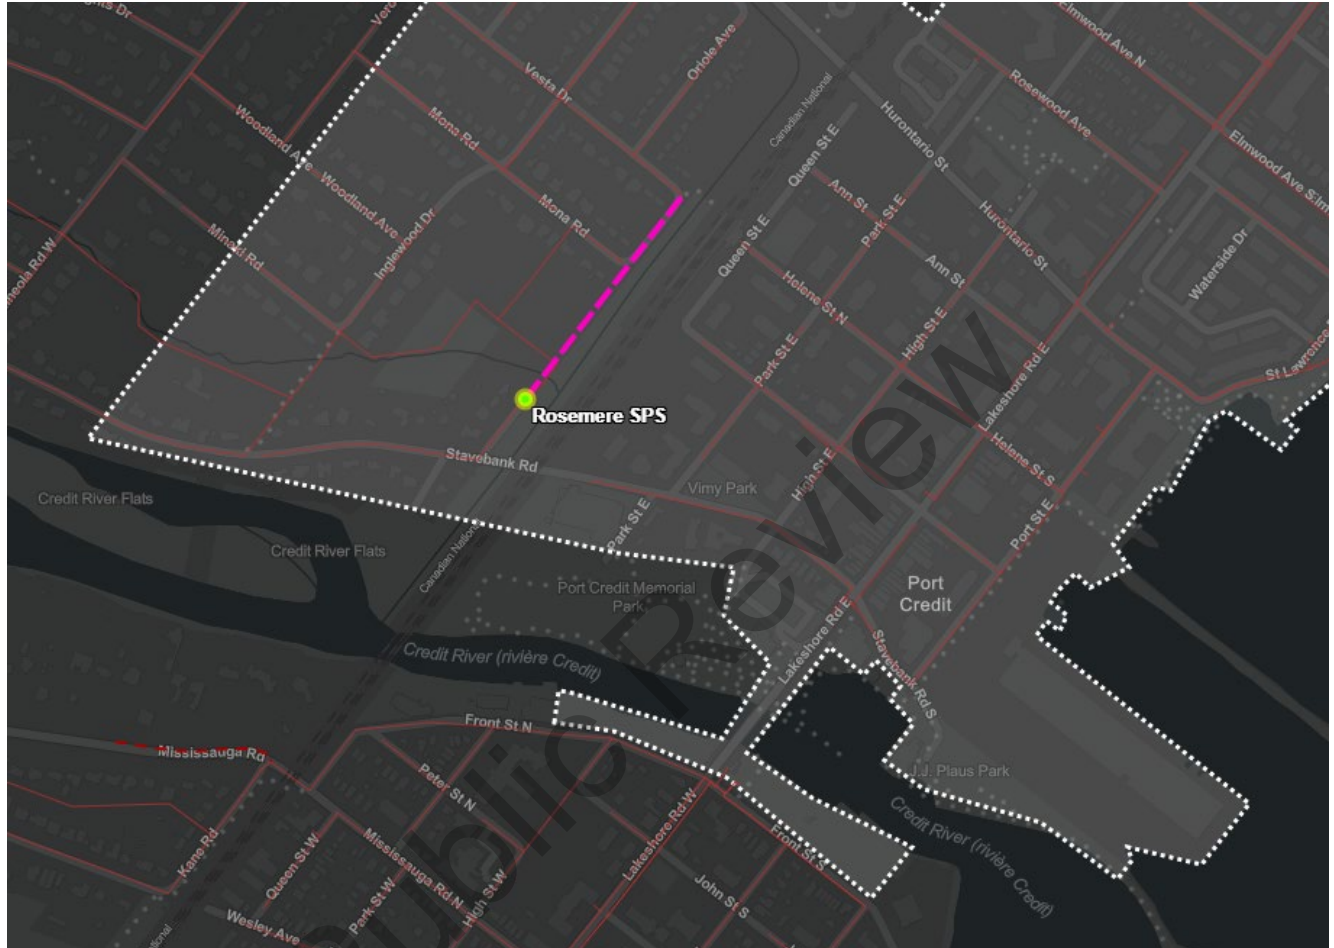 Vesta Dr
Oriole Ave
Canadian National
Elmwood Ave N
Rosewood Ave
Hurontario St
Elmwood Ave S
Woodland Ave
Mona Rd
Queen St E
Ann St
Park St E
Woodland Ave
Mona Rd
Hurontario St
Waterside Dr
Mineola Rd W
Minaki Rd
Inglewood Dr
Queen St E
Ann St
Helene St N
High St E
Park St E
Lakeshore Rd E
St Lawrence
Rosemere SPS
Stavebank Rd
Helene St S
Credit River Flats
Vimy Park
High St E
Port St E
Park St E
Credit River Flats
Canadian National
Port Credit Memorial
Park
Port
Credit
Lakeshore Rd E
Credit River (rivière Credit)
Stavebank Rd S
Front St N
Mississauga Rd
J.J. Plaus Park
Peter St N
Credit River (rivière Credit)
Kane Rd
Queen St W
Mississauga Rd N
Lakeshore Rd W
Front St S
Park St W
High St W
John St S
Wesley Ave
Public Review